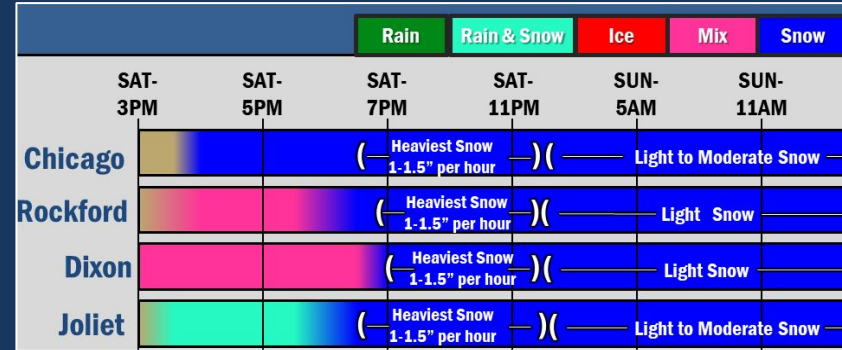 Rain Rain & Snow Ice Mix Snow
SAT- SAT- SAT- SAT- SUN- SUN-
3PM 5PM 7PM 11PM 5AM 11AM
Chicago
Heaviest Snow
1-1.5” per hour
Light to Moderate Snow
Rockford
Heaviest Snow
1-1.5” per hour
Light Snow
Dixon
Heaviest Snow
1-1.5” per hour
Light Snow
Joliet
Heaviest Snow
1-1.5” per hour
Light to Moderate Snow